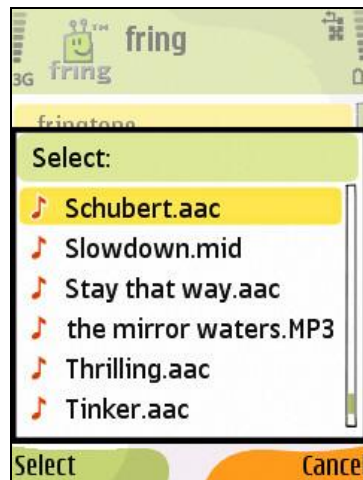 fring
3G fring
fringtone
Select:
Schubert.aac
Slowdown.mid
Stay that way.aac
the mirror waters.MP3
Thrilling.aac
Tinker.aac
Select Cance